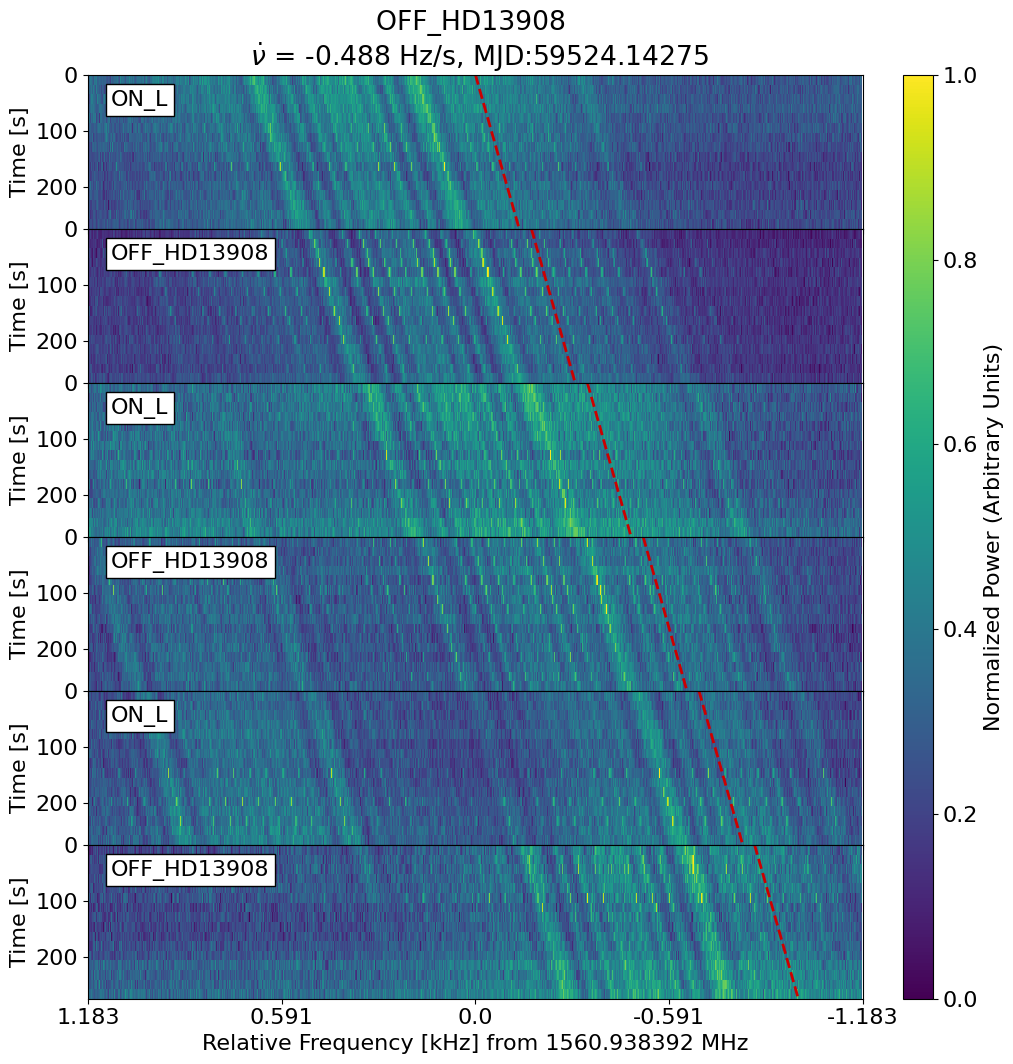 OFF_HD13908
ν̇ = -0.488 Hz/s, MJD:59524.14275
0
ON_L
100
Time [s]
200
0
OFF_HD13908
100
Time [s]
200
0
ON_L
100
Time [s]
200
0
OFF_HD13908
100
Time [s]
200
0
ON_L
100
Time [s]
200
0
OFF_HD13908
100
Time [s]
200
1.183 0.591 0.0 -0.591 -1.183
Relative Frequency [kHz] from 1560.938392 MHz
1.0
0.8
0.6
0.4
0.2
0.0
Normalized Power (Arbitrary Units)